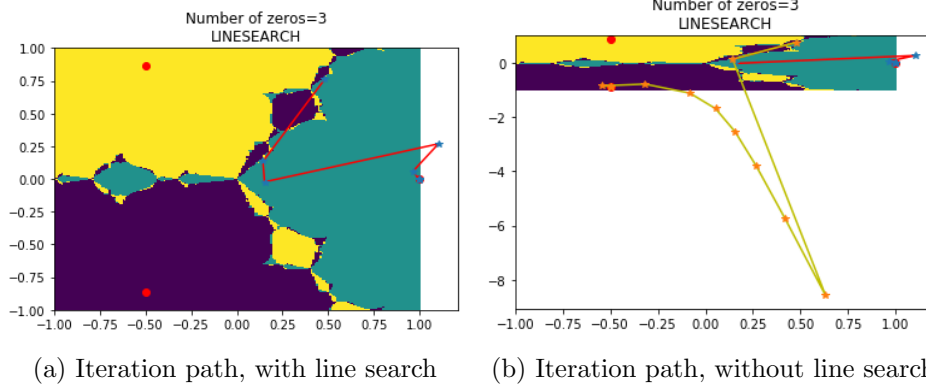 Number of zeros=3
LINESEARCH
1.00
0.75
0.50
0.25
0.00
−0.25
−0.50
−0.75
−1.00
−1.00 −0.75 −0.50 −0.25 0.00 0.25 0.50 0.75 1.00
(a) Iteration path, with line search
Number of zeros=3
LINESEARCH
0
−2
−4
−6
−8
−1.00 −0.75 −0.50 −0.25 0.00 0.25 0.50 0.75 1.00
(b) Iteration path, without line search